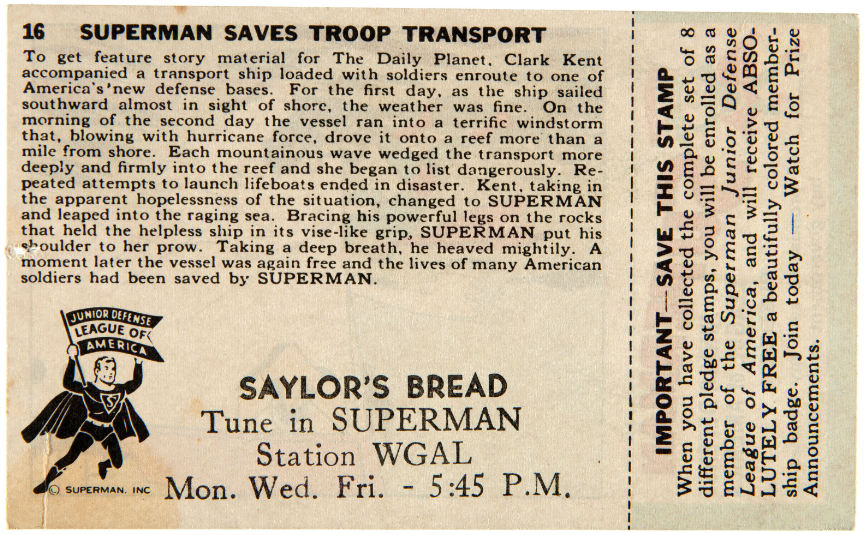 16 SUPERMAN SAVES TROOP TRANSPORT
To get feature story material for The Daily Planet, Clark Kent
accompanied a transport ship loaded with soldiers enroute to one of
America's new defense bases. For the first day, as the ship sailed
southward almost in sight of shore, the weather was fine. On the
morning of the second day the vessel ran into a terrific windstorm
that, blowing with hurricane force, drove it onto a reef more than a
mile from shore. Each mountainous wave wedged the transport more
deeply and firmly into the reef and she began to list dangerously. Re-
peated attempts to launch lifeboats ended in disaster. Kent, taking in
the apparent hopelessness of the situation, changed to SUPERMAN
and leaped into the raging sea. Bracing his powerful legs on the rocks
that held the helpless ship in its vise-like grip, SUPERMAN put his
shoulder to her prow. Taking a deep breath, he heaved mightily. A
moment later the vessel was again free and the lives of many American
soldiers had been saved by SUPERMAN.
JUNIOR DEFENSE
LEAGUE OF
AMERICA
S
© SUPERMAN. INC
SAYLOR'S BREAD
Tune in SUPERMAN
Station WGAL
Mon. Wed. Fri. - 5:45 P.M.
IMPORTANT—SAVE THIS STAMP
When you have collected the complete set of 8
different pledge stamps, you will be enrolled as a
member of the Superman Junior Defense
League of America, and will receive ABSO-
LUTELY FREE a beautifully colored member-
ship badge. Join today — Watch for Prize
Announcements.